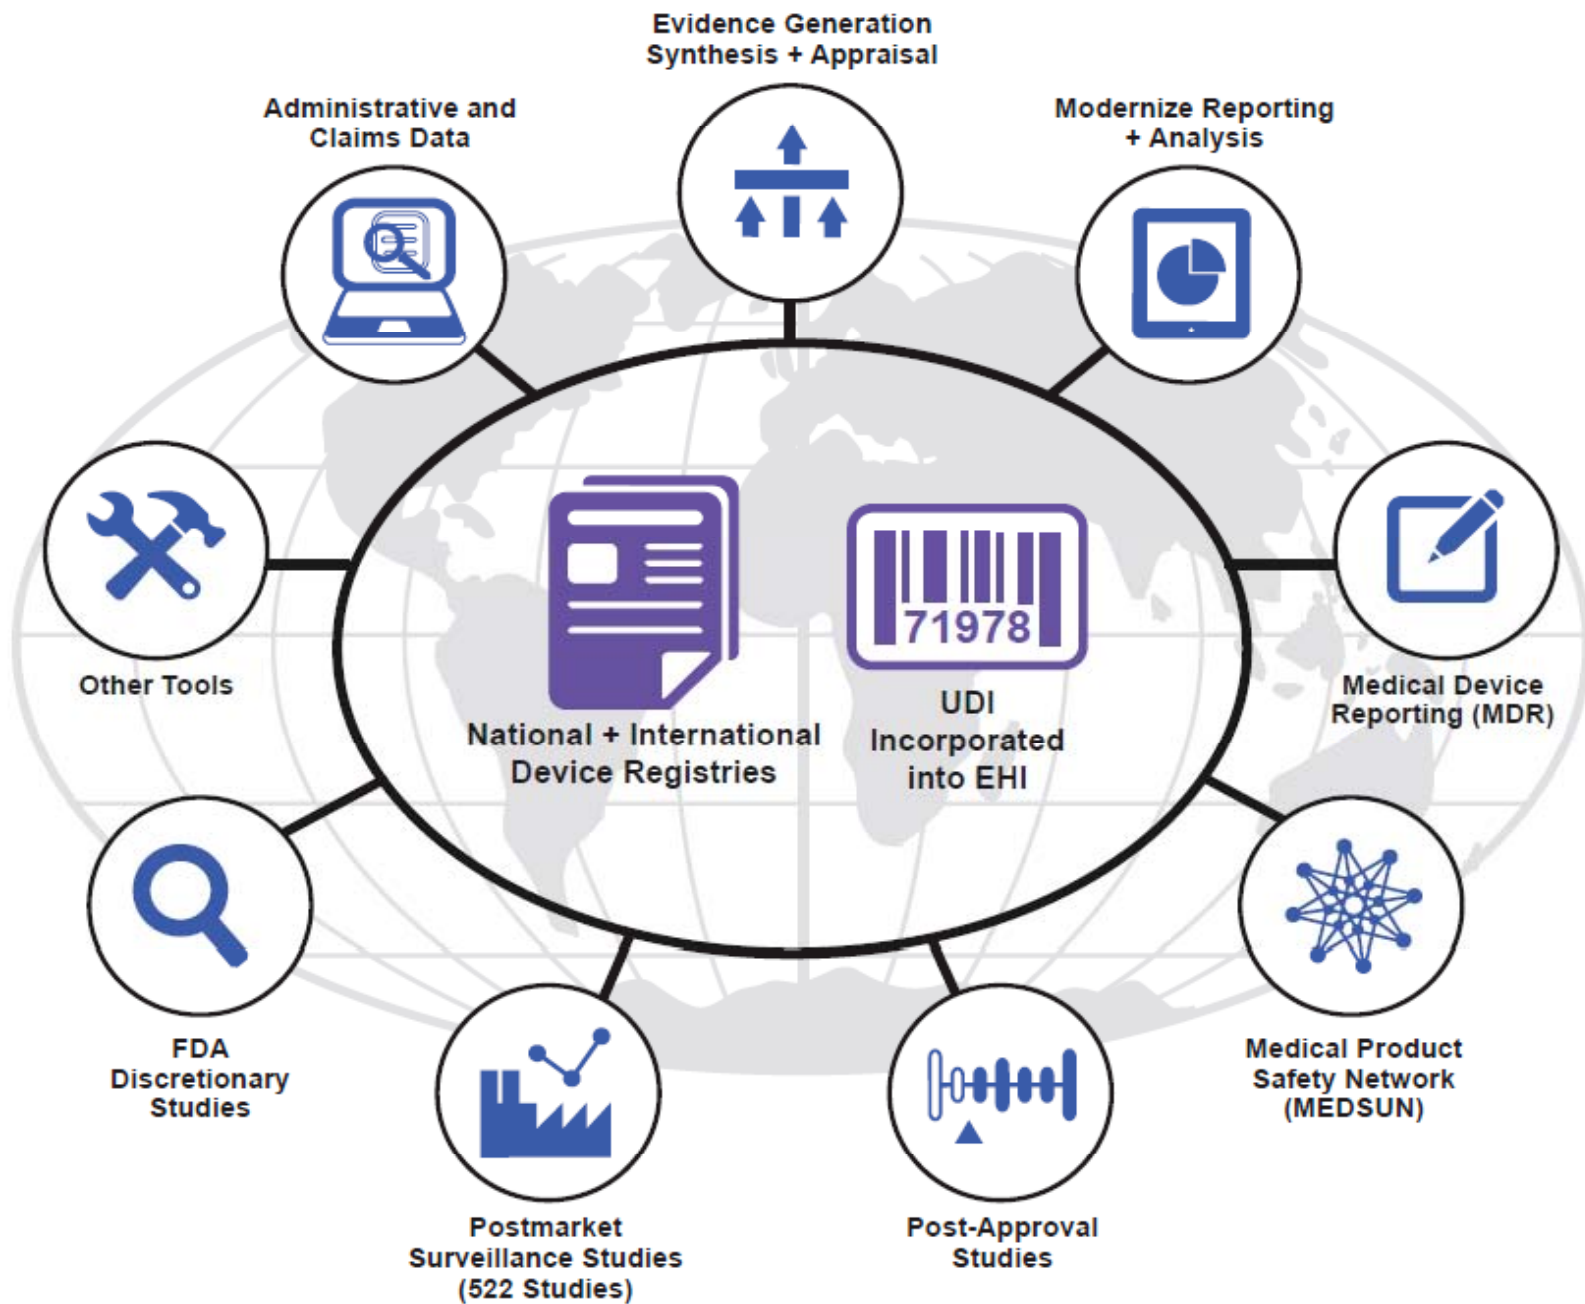 Evidence Generation
Synthesis + Appraisal
Administrative and
Claims Data
Modernize Reporting
+ Analysis
71978
National + International
Device Registries
UDI
Incorporated
into EHI
Other Tools
Medical Device
Reporting (MDR)
FDA
Discretionary
Studies
Medical Product
Safety Network
(MEDSUN)
Postmarket
Surveillance Studies
(522 Studies)
Post-Approval
Studies